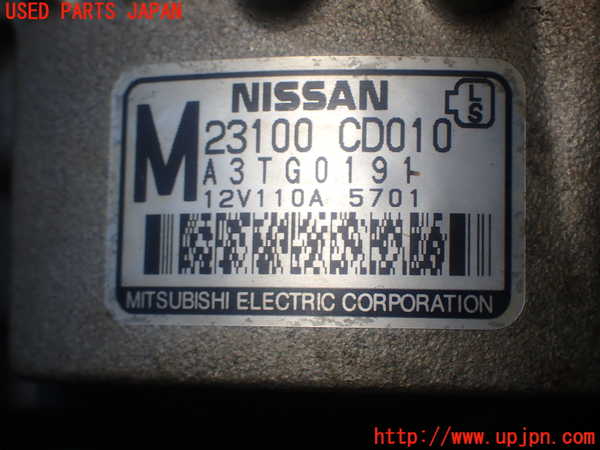 USED PARTS JAPAN
NISSAN
L
S
M
23100 CD010
A3TG0191
12V110A 5701
MITSUBISHI ELECTRIC CORPORATION
http://www.upjpn.com/